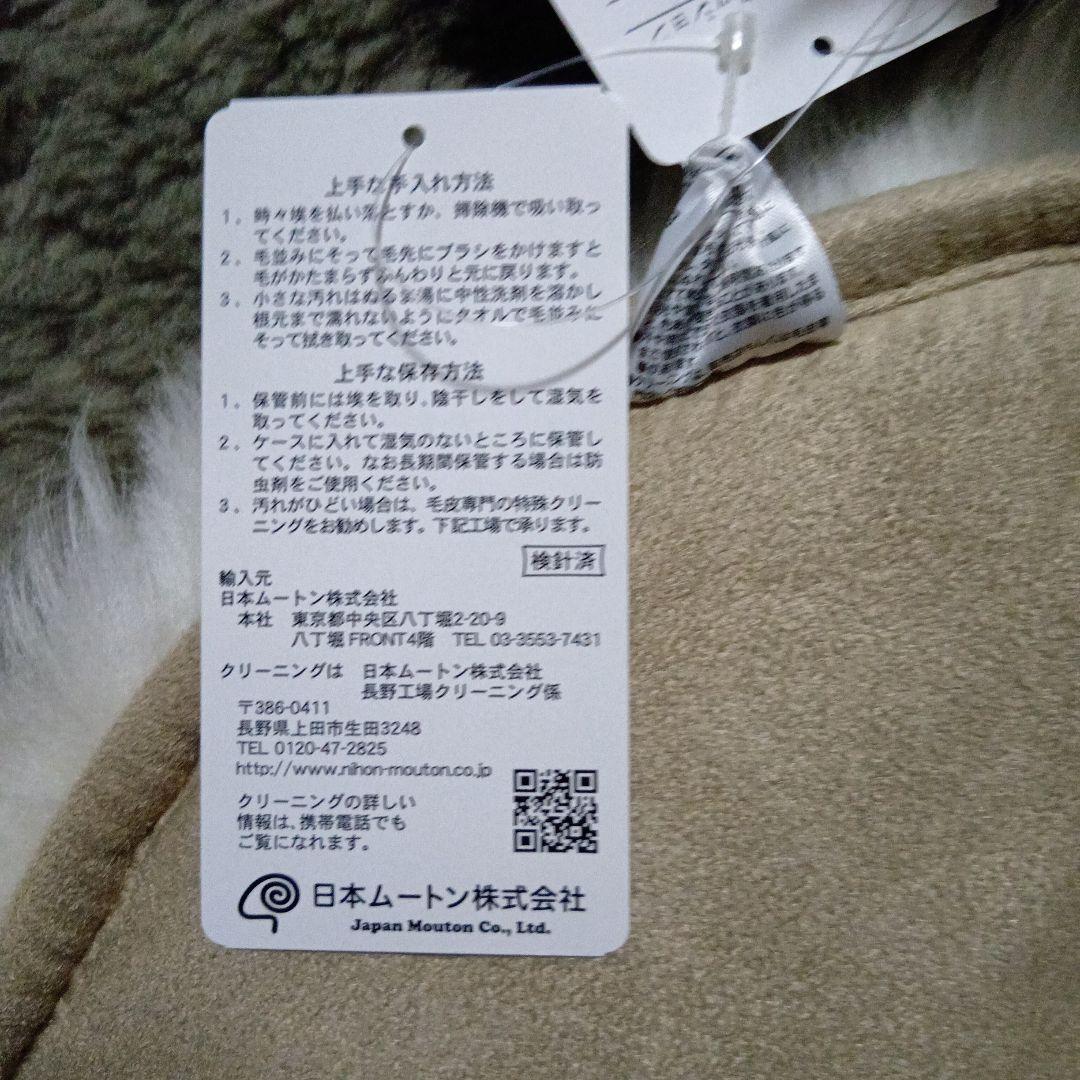 上手な手入れ方法
1．時々埃を払い落とすか、掃除機で吸い取っ
てください。
2．毛並みにそって毛先にブラシをかけますと
毛がかたまらずふんわりと元に戻ります。
3．小さな汚れはぬるま湯に中性洗剤を溶かし
根元まで濡れないようにタオルで毛並みに
そって拭き取ってください。
上手な保存方法
1．保管前には埃を取り、陰干しをして湿気を
取ってください。
2．ケースに入れて湿気のないところに保管し
てください。なお長期間保管する場合は防
虫剤をご使用ください。
3．汚れがひどい場合は、毛皮専門の特殊クリー
ニングをお勧めします。下記工場で承ります。
検針済
輸入元
日本ムートン株式会社
本社 東京都中央区八丁堀2-20-9
八丁堀FRONT4階 TEL 03-3553-7431
クリーニングは 日本ムートン株式会社
長野工場クリーニング係
〒386-0411
長野県上田市生田3248
TEL 0120-47-2825
http://www.nihon-mouton.co.jp
クリーニングの詳しい
情報は、携帯電話でも
ご覧になれます。
日本ムートン株式会社
Japan Mouton Co., Ltd.